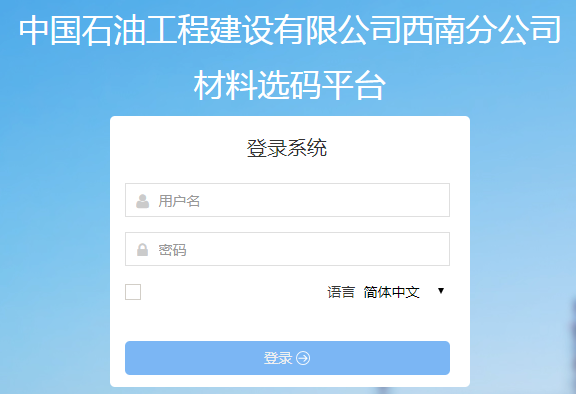 中国石油工程建设有限公司西南分公司
材料选码平台
登录系统
用户名
密码
语言 简体中文
登录